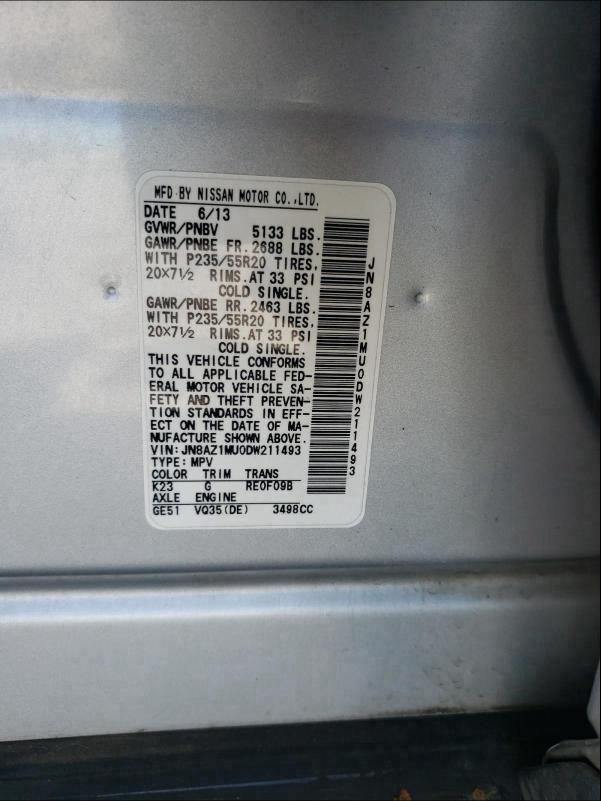 MFD.BY NISSAN MOTOR CO.,LTD.
DATE 6/13
GVWR/PNBV 5133 LBS.
GAWR/PNBE FR.2688 LBS.
WITH P235/55R20 TIRES,
20×7½ RIMS.AT 33 PSI
COLD SINGLE.
GAWR/PNBE RR.2463 LBS.
WITH P235/55R20 TIRES,
20×7½ RIMS.AT 33 PSI
COLD SINGLE.
THIS VEHICLE CONFORMS
TO ALL APPLICABLE FED-
ERAL MOTOR VEHICLE SA-
FETY AND THEFT PREVEN-
TION STANDARDS IN EFF-
ECT ON THE DATE OF MA-
NUFACTURE SHOWN ABOVE.
VIN:JN8AZ1MU0DW211493
TYPE:MPV
COLOR TRIM TRANS
K23 G RE0F09B
AXLE ENGINE
GE51 VQ35(DE) 3498CC
JN8AZ1MU0DW211493